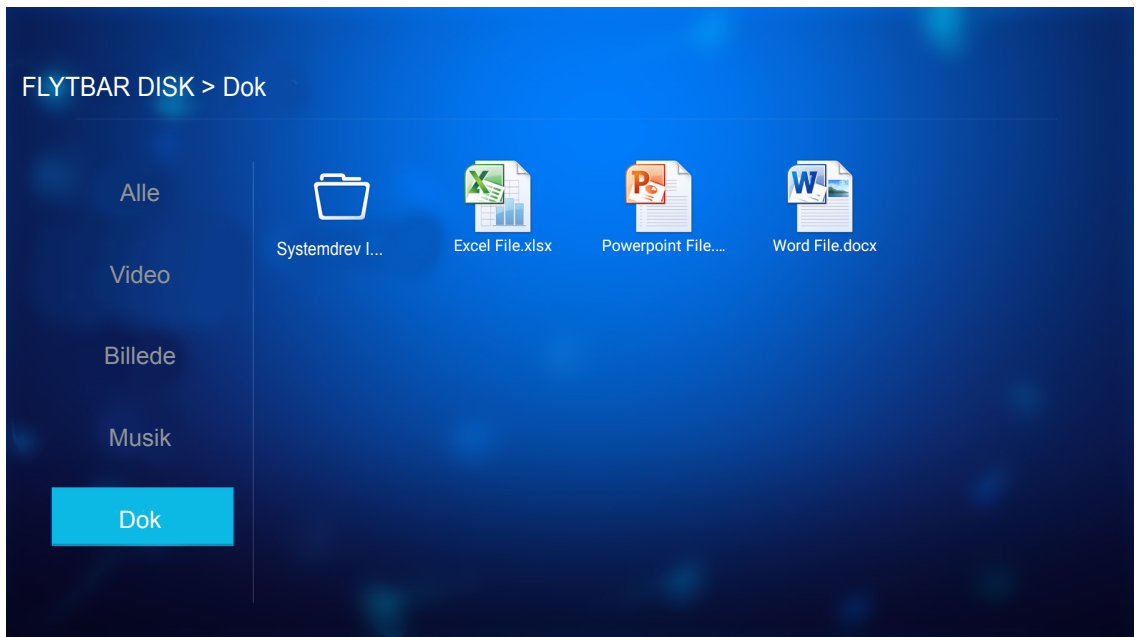 FLYTBAR DISK > Dok
Alle
Video
Billede
Musik
Dok
Systemdrev I...
Excel File.xlsx
Powerpoint File....
Word File.docx